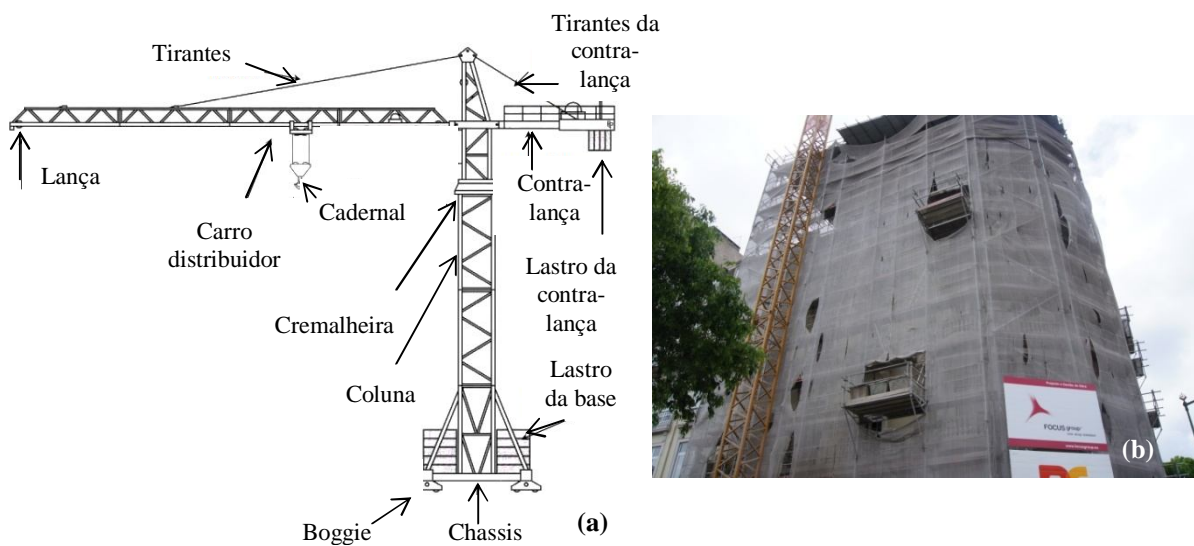 Tirantes
Tirantes da
contra-
lança
Lança
Carro
distribuidor
Cadernal
Contra-
lança
Lastro da
contra-
lança
Cremalheira
Coluna
Lastro
da base
Boggie
Chassis
(a)
FOCUS group
(b)